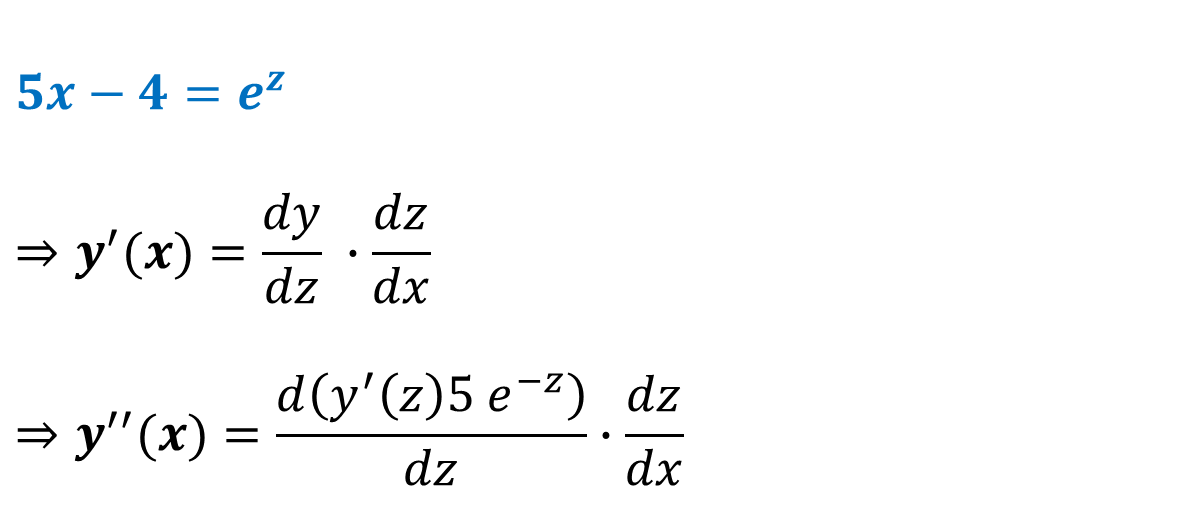 5x − 4 = e^z
⇒ y′(x) = dy/dz · dz/dx
⇒ y′′(x) = d(y′(z)5 e^−z)/dz · dz/dx